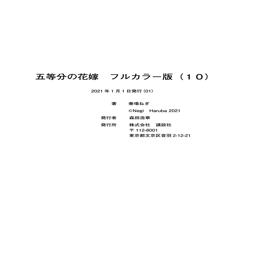 五等分の花嫁　フルカラー版（１０）
2021年1月1日発行(01)
著　春場ねぎ
©Negi Haruba 2021
発行者　森田浩章
発行所　株式会社　講談社
〒112-8001
東京都文京区音羽2-12-21